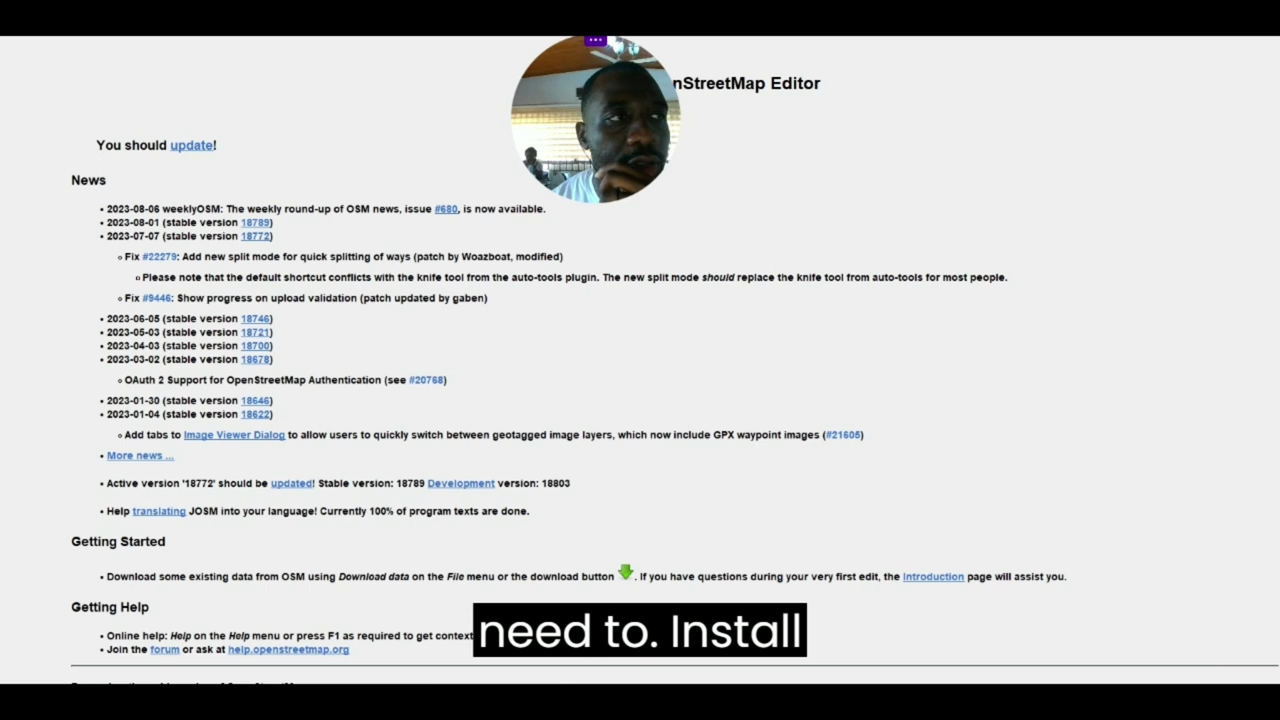 nStreetMap Editor
You should update!
News
• 2023-08-06 weeklyOSM: The weekly round-up of OSM news, issue #680, is now available.
• 2023-08-01 (stable version 18789)
• 2023-07-07 (stable version 18772)
Fix #22279: Add new split mode for quick splitting of ways (patch by Woazboat, modified)
Please note that the default shortcut conflicts with the knife tool from the auto-tools plugin. The new split mode should replace the knife tool from auto-tools for most people.
Fix #9446: Show progress on upload validation (patch updated by gaben)
• 2023-06-05 (stable version 18746)
• 2023-05-03 (stable version 18721)
• 2023-04-03 (stable version 18700)
• 2023-03-02 (stable version 18678)
OAuth 2 Support for OpenStreetMap Authentication (see #20768)
• 2023-01-30 (stable version 18646)
• 2023-01-04 (stable version 18622)
Add tabs to Image Viewer Dialog to allow users to quickly switch between geotagged image layers, which now include GPX waypoint images (#21605)
• More news ...
• Active version '18772' should be updated! Stable version: 18789 Development version: 18803
• Help translating JOSM into your language! Currently 100% of program texts are done.
Getting Started
• Download some existing data from OSM using Download data on the File menu or the download button . If you have questions during your very first edit, the Introduction page will assist you.
Getting Help
• Online help: Help on the Help menu or press F1 as required to get context
• Join the forum or ask at help.openstreetmap.org
need to. Install